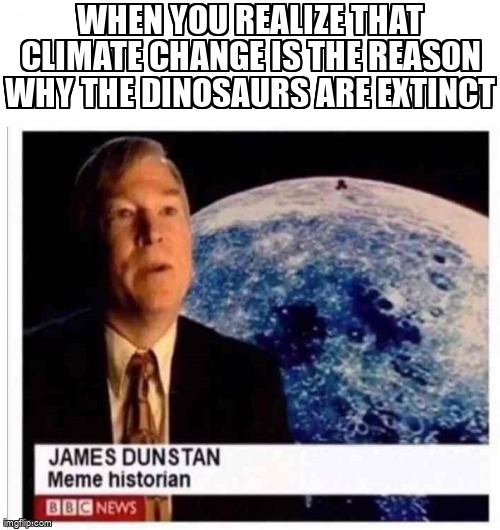 WHEN YOU REALIZE THAT
CLIMATE CHANGE IS THE REASON
WHY THE DINOSAURS ARE EXTINCT
JAMES DUNSTAN
Meme historian
BBC NEWS
imgflip.com